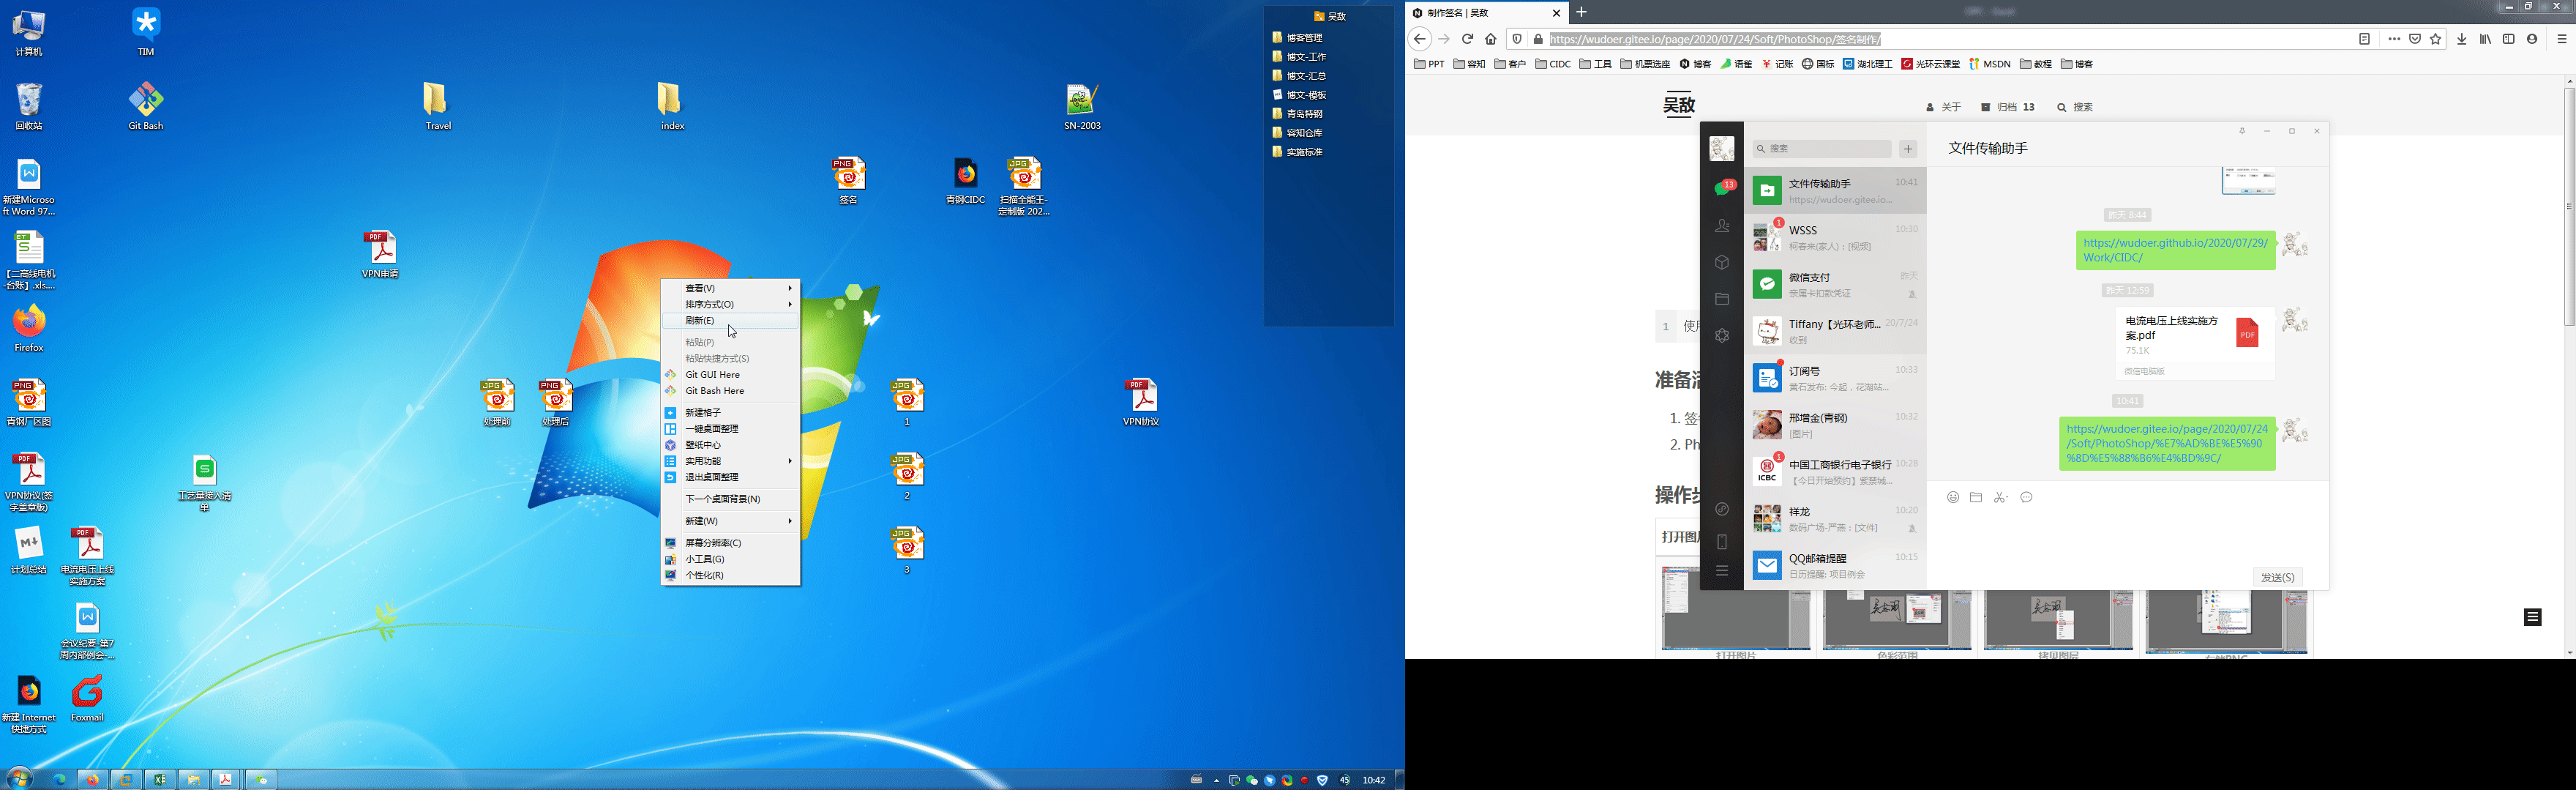 计算机
TIM
回收站
Git Bash
Travel
index
SN-2003
新建Microso
ft Word 97...
签名
青钢CIDC
扫描全能王-
定制版 202...
【二高线电机
-台账】.xls...
VPN申请
Firefox
青钢厂区图
处理前
处理后
1
VPN协议
VPN协议(签
字盖章版)
工艺量接入清
单
2
计划总结
电流电压上线
实施方案
3
会议纪要-第7
周内部例会-...
新建 Internet
快捷方式
Foxmail
查看(V)
排序方式(O)
刷新(E)
粘贴(P)
粘贴快捷方式(S)
Git GUI Here
Git Bash Here
新建格子
一键桌面整理
壁纸中心
实用功能
退出桌面整理
下一个桌面背景(N)
新建(W)
屏幕分辨率(C)
小工具(G)
个性化(R)
吴敌
博客管理
博文-工作
博文-汇总
博文-模板
青岛特钢
容知仓库
实施标准
45
10:42
制作签名 | 吴敌
https://wudoer.gitee.io/page/2020/07/24/Soft/PhotoShop/签名制作/
PPT 容知 客户 CIDC 工具 机票选座 博客 语雀 记账 国标 湖北理工 光环云课堂 MSDN 教程 博客
吴敌
关于 归档 13 搜索
1 使用
准备活
1. 签名
2. Ph
操作步
打开图片
打开图片
色彩范围
拷贝图层
13
搜索
文件传输助手 10:41
https://wudoer.gitee.io...
1
WSSS 10:30
柯春来(家人)：[视频]
微信支付 昨天
亲属卡扣款凭证
Tiffany【光环老师... 20/7/24
收到
订阅号 10:33
黄石发布: 今起，花湖站...
邢增金(青钢) 10:32
[图片]
1
ICBC
中国工商银行电子银行 10:28
【今日开始预约】紫禁城...
祥龙 10:20
数码广场-严燕：[文件]
QQ邮箱提醒 10:15
日历提醒: 项目例会
文件传输助手
昨天 8:44
https://wudoer.github.io/2020/07/29/
Work/CIDC/
昨天 12:59
电流电压上线实施方
案.pdf
75.1K
PDF
微信电脑版
10:41
https://wudoer.gitee.io/page/2020/07/24
/Soft/PhotoShop/%E7%AD%BE%E5%90
%8D%E5%88%B6%E4%BD%9C/
发送(S)